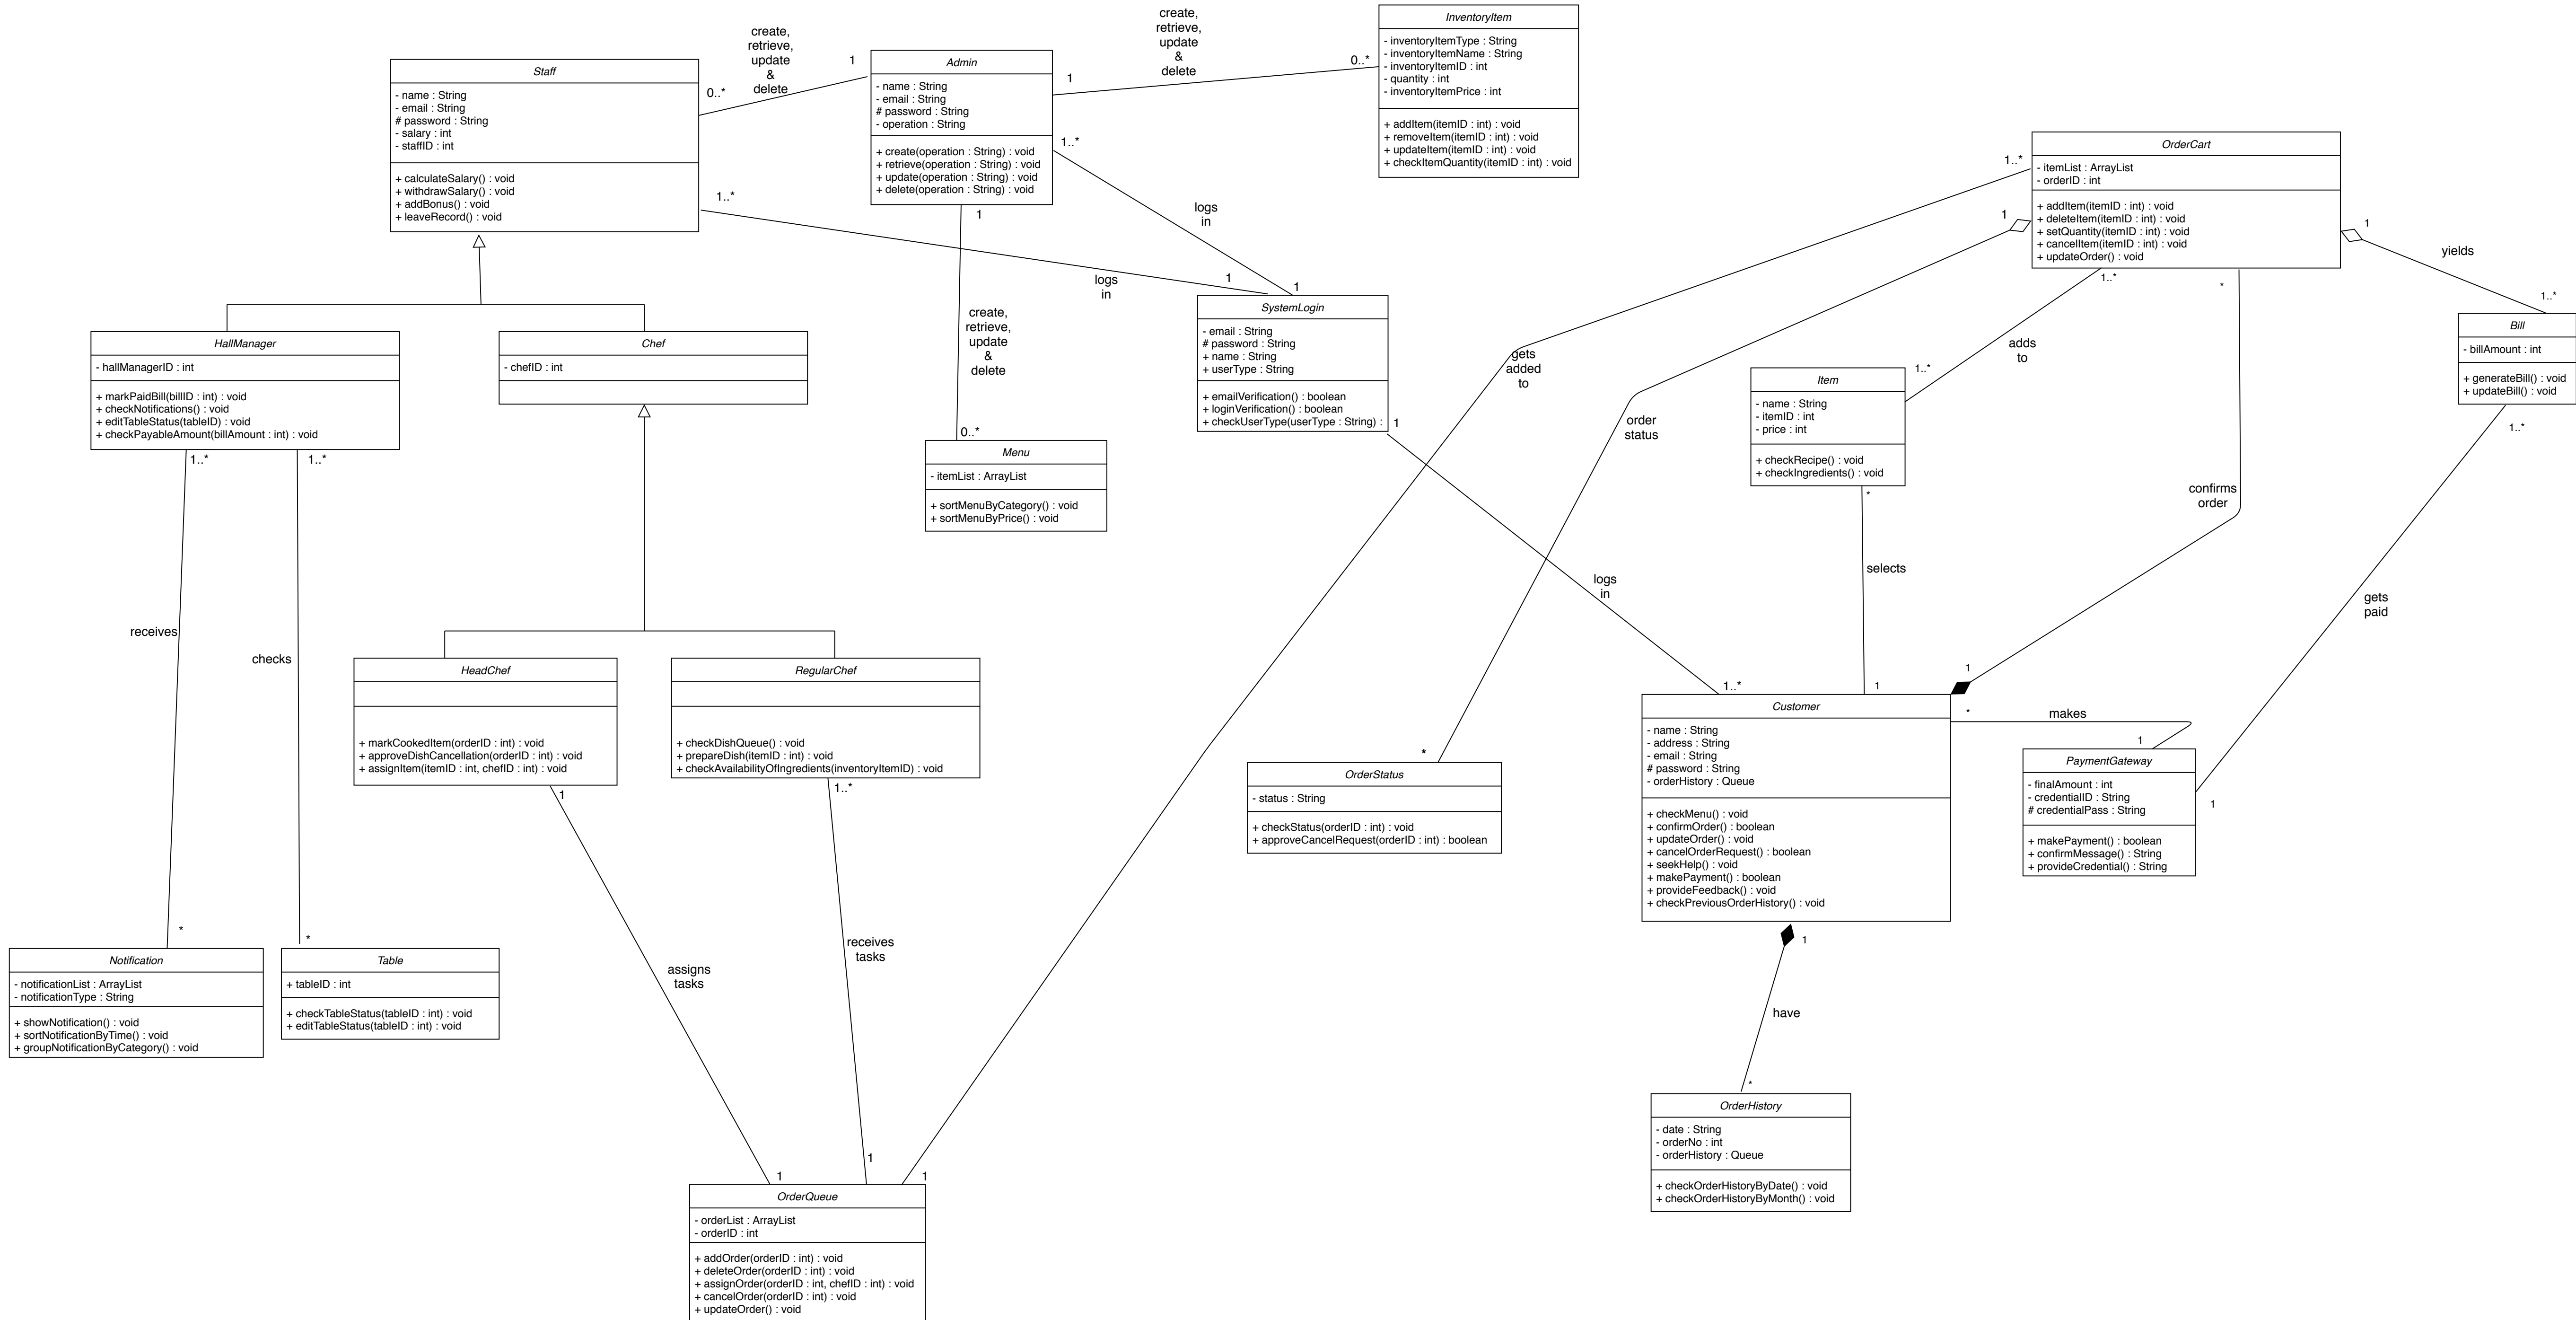 Staff
- name : String
- email : String
# password : String
- salary : int
- staffID : int
+ calculateSalary() : void
+ withdrawSalary() : void
+ addBonus() : void
+ leaveRecord() : void
create,
retrieve,
update
&
delete
0..*
1
Admin
- name : String
- email : String
# password : String
- operation : String
+ create(operation : String) : void
+ retrieve(operation : String) : void
+ update(operation : String) : void
+ delete(operation : String) : void
create,
retrieve,
update
&
delete
1
0..*
InventoryItem
- inventoryItemType : String
- inventoryItemName : String
- inventoryItemID : int
- quantity : int
- inventoryItemPrice : int
+ addItem(itemID : int) : void
+ removeItem(itemID : int) : void
+ updateItem(itemID : int) : void
+ checkItemQuantity(itemID : int) : void
1..*
logs
in
1
1..*
logs
in
1
1
create,
retrieve,
update
&
delete
0..*
SystemLogin
- email : String
# password : String
+ name : String
+ userType : String
+ emailVerification() : boolean
+ loginVerification() : boolean
+ checkUserType(userType : String) :
1
Menu
- itemList : ArrayList
+ sortMenuByCategory() : void
+ sortMenuByPrice() : void
OrderCart
- itemList : ArrayList
- orderID : int
+ addItem(itemID : int) : void
+ deleteItem(itemID : int) : void
+ setQuantity(itemID : int) : void
+ cancelItem(itemID : int) : void
+ updateOrder() : void
1..*
1
1
yields
1..*
1..*
*
Bill
- billAmount : int
+ generateBill() : void
+ updateBill() : void
1..*
adds
to
1..*
Item
- name : String
- itemID : int
- price : int
+ checkRecipe() : void
+ checkIngredients() : void
*
gets
added
to
order
status
confirms
order
selects
logs
in
gets
paid
HallManager
- hallManagerID : int
+ markPaidBill(billID : int) : void
+ checkNotifications() : void
+ editTableStatus(tableID) : void
+ checkPayableAmount(billAmount : int) : void
1..*
1..*
Chef
- chefID : int
receives
checks
HeadChef
+ markCookedItem(orderID : int) : void
+ approveDishCancellation(orderID : int) : void
+ assignItem(itemID : int, chefID : int) : void
1
RegularChef
+ checkDishQueue() : void
+ prepareDish(itemID : int) : void
+ checkAvailabilityOfIngredients(inventoryItemID) : void
1..*
*
OrderStatus
- status : String
+ checkStatus(orderID : int) : void
+ approveCancelRequest(orderID : int) : boolean
1..*
1
1
Customer
- name : String
- address : String
- email : String
# password : String
- orderHistory : Queue
+ checkMenu() : void
+ confirmOrder() : boolean
+ updateOrder() : void
+ cancelOrderRequest() : boolean
+ seekHelp() : void
+ makePayment() : boolean
+ provideFeedback() : void
+ checkPreviousOrderHistory() : void
*
makes
1
PaymentGateway
- finalAmount : int
- credentialID : String
# credentialPass : String
+ makePayment() : boolean
+ confirmMessage() : String
+ provideCredential() : String
1
1
have
*
OrderHistory
- date : String
- orderNo : int
- orderHistory : Queue
+ checkOrderHistoryByDate() : void
+ checkOrderHistoryByMonth() : void
*
*
Notification
- notificationList : ArrayList
- notificationType : String
+ showNotification() : void
+ sortNotificationByTime() : void
+ groupNotificationByCategory() : void
Table
+ tableID : int
+ checkTableStatus(tableID : int) : void
+ editTableStatus(tableID : int) : void
assigns
tasks
receives
tasks
1
1
1
OrderQueue
- orderList : ArrayList
- orderID : int
+ addOrder(orderID : int) : void
+ deleteOrder(orderID : int) : void
+ assignOrder(orderID : int, chefID : int) : void
+ cancelOrder(orderID : int) : void
+ updateOrder() : void